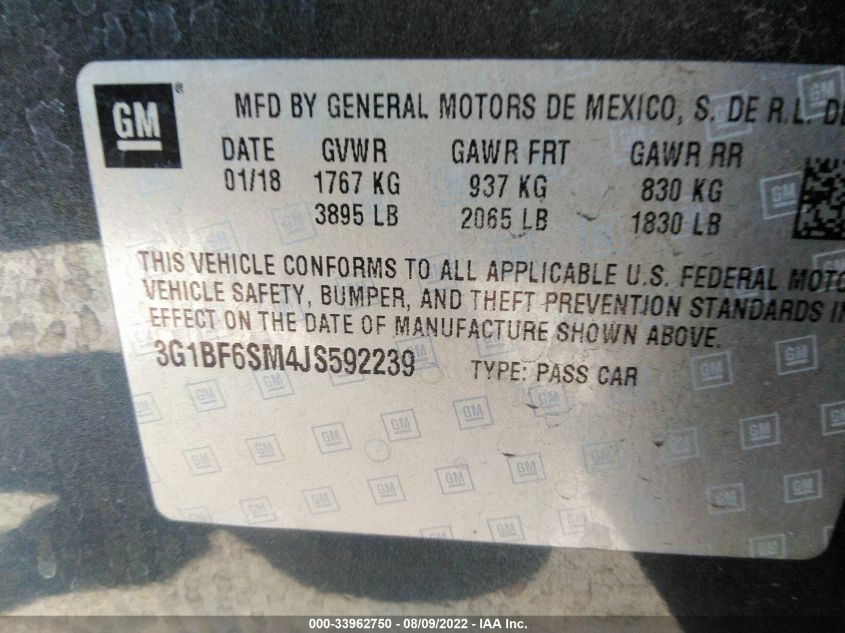 GM ®
MFD BY GENERAL MOTORS DE MEXICO, S. DE R.L. DE
DATE GVWR GAWR FRT GAWR RR
01/18 1767 KG 937 KG 830 KG
3895 LB 2065 LB 1830 LB
THIS VEHICLE CONFORMS TO ALL APPLICABLE U.S. FEDERAL MOTO
VEHICLE SAFETY, BUMPER, AND THEFT PREVENTION STANDARDS IN
EFFECT ON THE DATE OF MANUFACTURE SHOWN ABOVE.
3G1BF6SM4JS592239 TYPE: PASS CAR
000-33962750 - 08/09/2022 - IAA Inc.